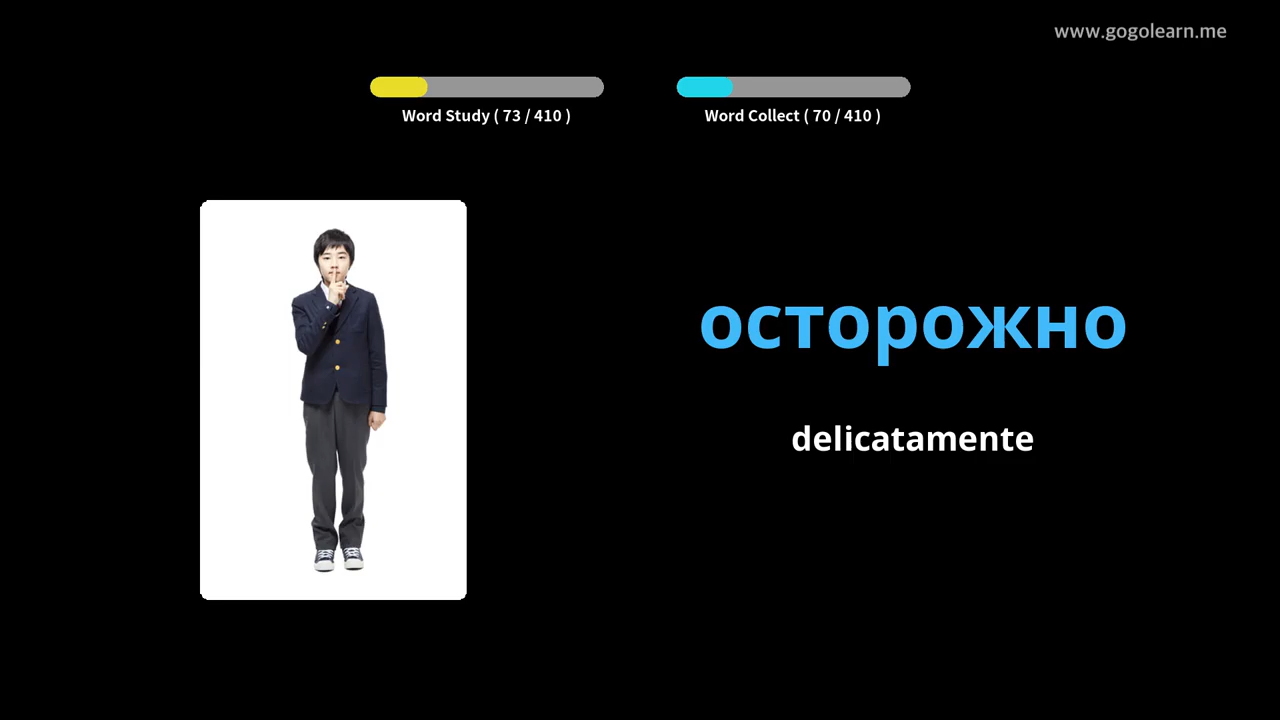 www.gogolearn.me
Word Study ( 73 / 410 )
Word Collect ( 70 / 410 )
осторожно
delicatamente